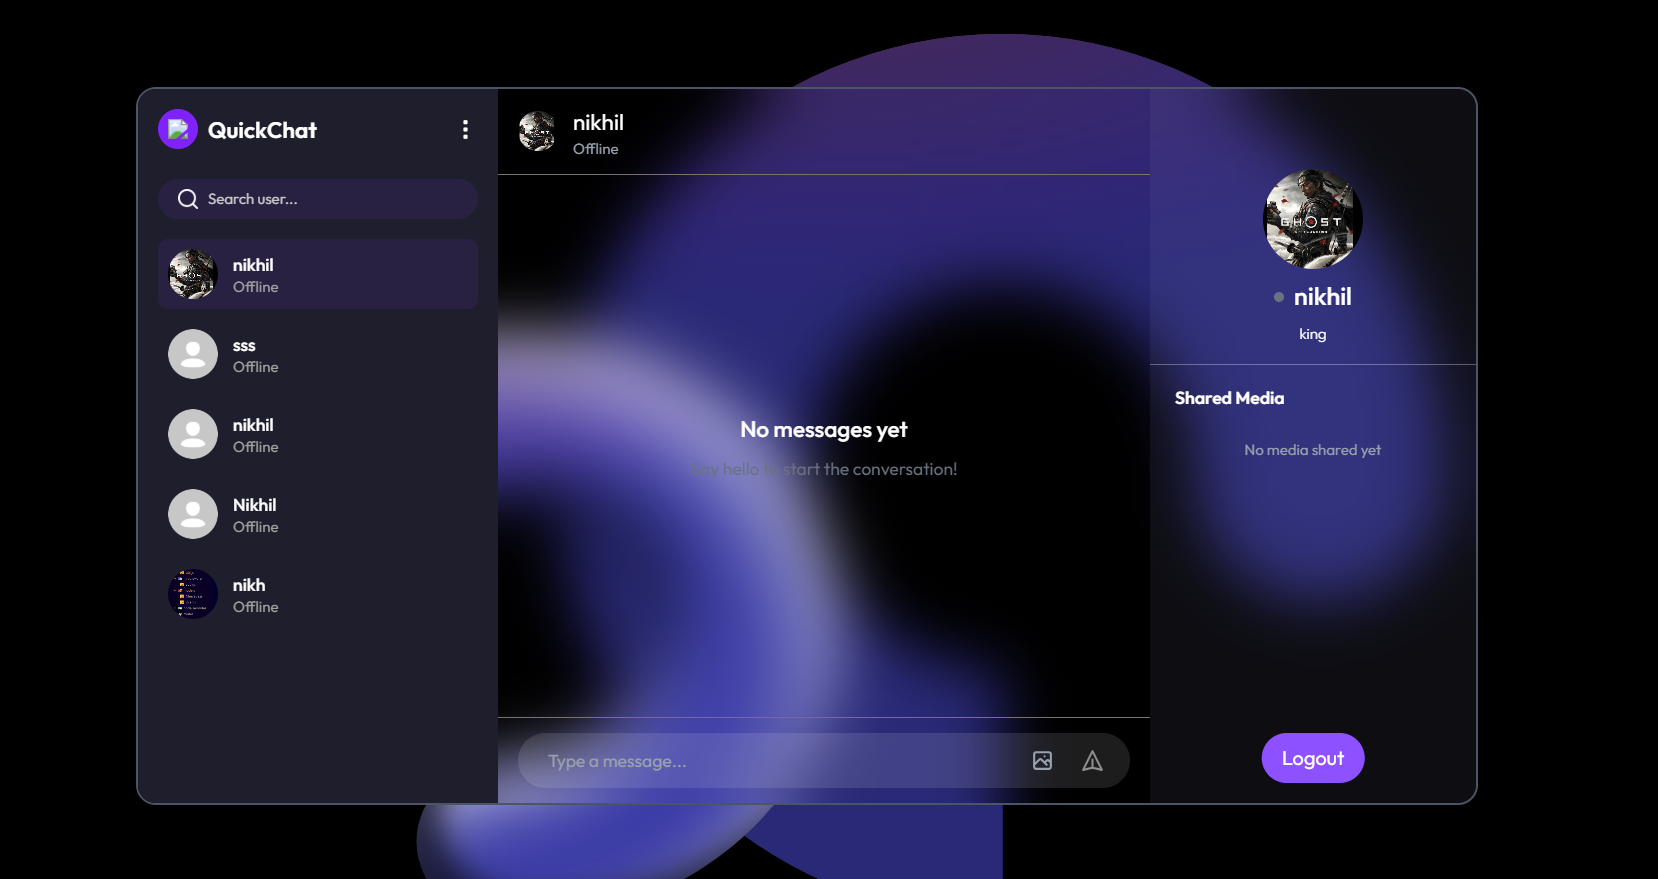 QuickChat
Search user...
nikhil
Offline
sss
Offline
nikhil
Offline
Nikhil
Offline
nikh
Offline
nikhil
Offline
No messages yet
Say hello to start the conversation!
Type a message...
GHOST
nikhil
king
Shared Media
No media shared yet
Logout